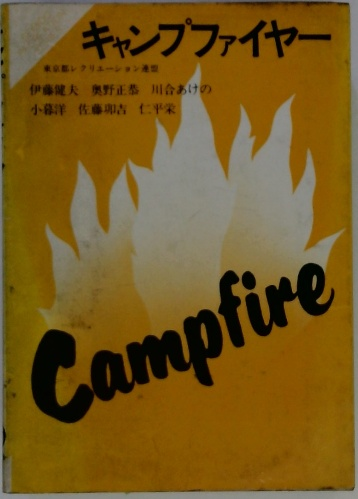 キャンプファイヤー
東京都レクリエーション連盟
伊藤健夫 奥野正恭 川合あけの
小暮洋 佐藤卯吉 仁平栄
Campfire